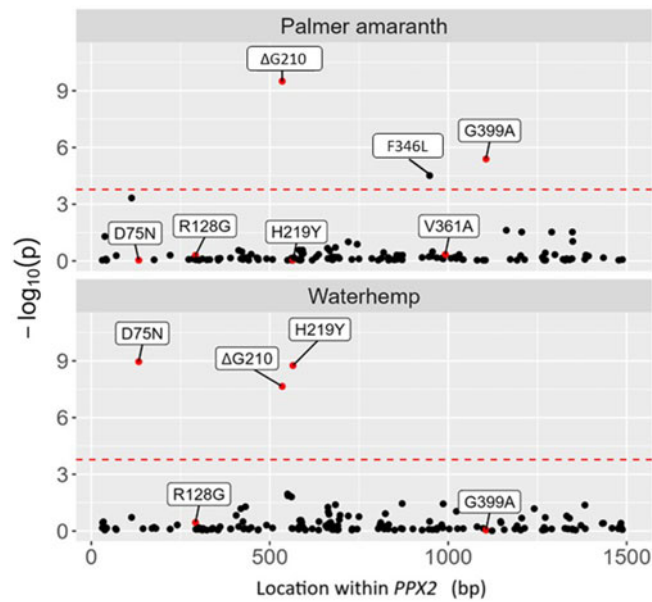 Palmer amaranth
ΔG210
9
6
G399A
F346L
3
D75N
R128G
H219Y
V361A
0
− log10(p)
Waterhemp
D75N
H219Y
9
ΔG210
6
3
R128G
G399A
0
0 500 1000 1500
Location within PPX2 (bp)